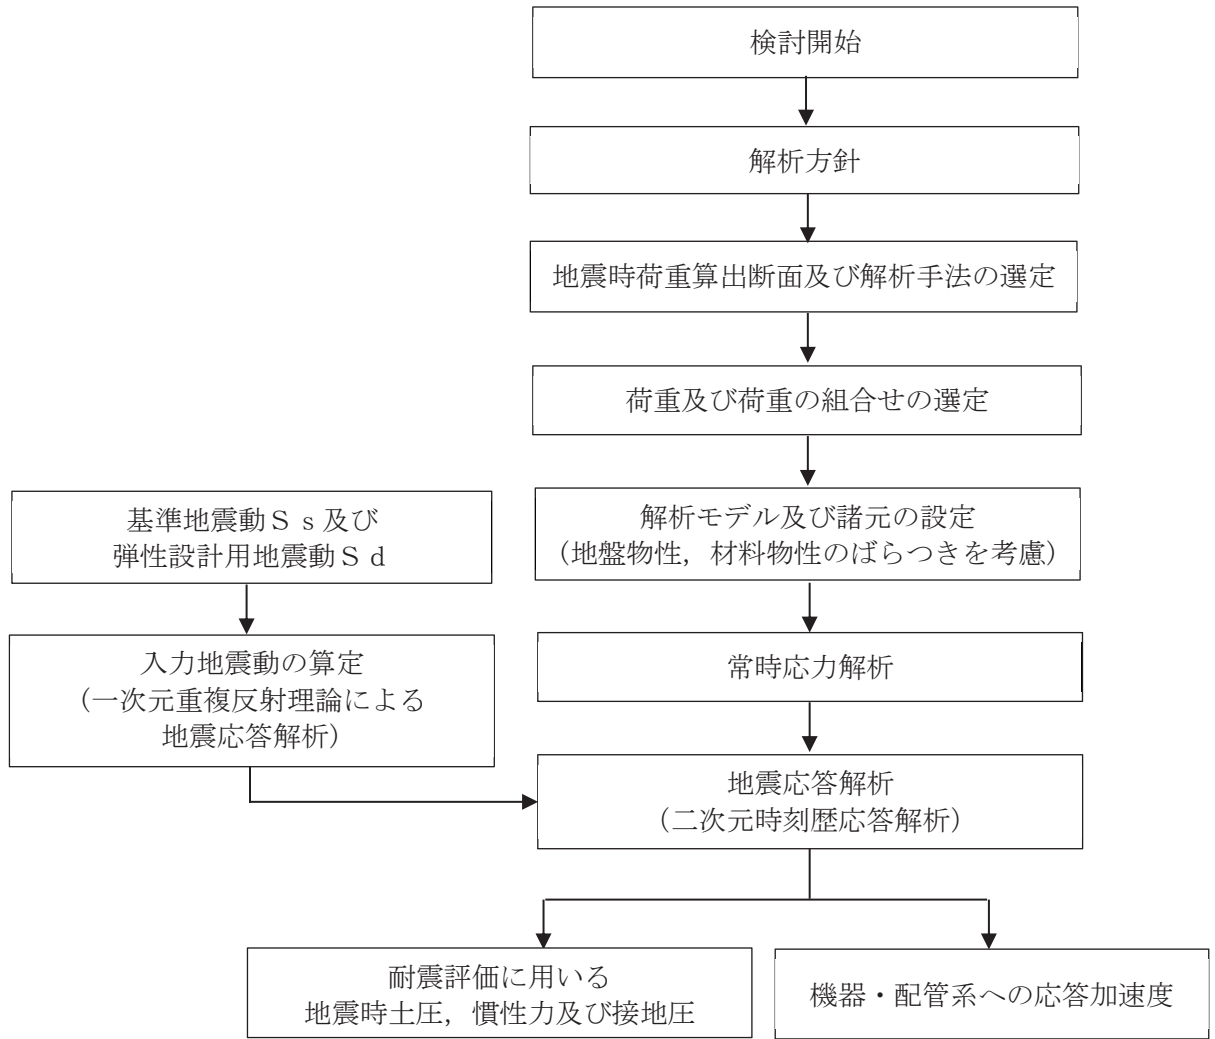 検討開始
解析方針
地震時荷重算出断面及び解析手法の選定
荷重及び荷重の組合せの選定
基準地震動Ｓｓ及び
弾性設計用地震動Ｓｄ
解析モデル及び諸元の設定
（地盤物性，材料物性のばらつきを考慮）
入力地震動の算定
（一次元重複反射理論による
地震応答解析）
常時応力解析
地震応答解析
（二次元時刻歴応答解析）
耐震評価に用いる
地震時土圧，慣性力及び接地圧
機器・配管系への応答加速度